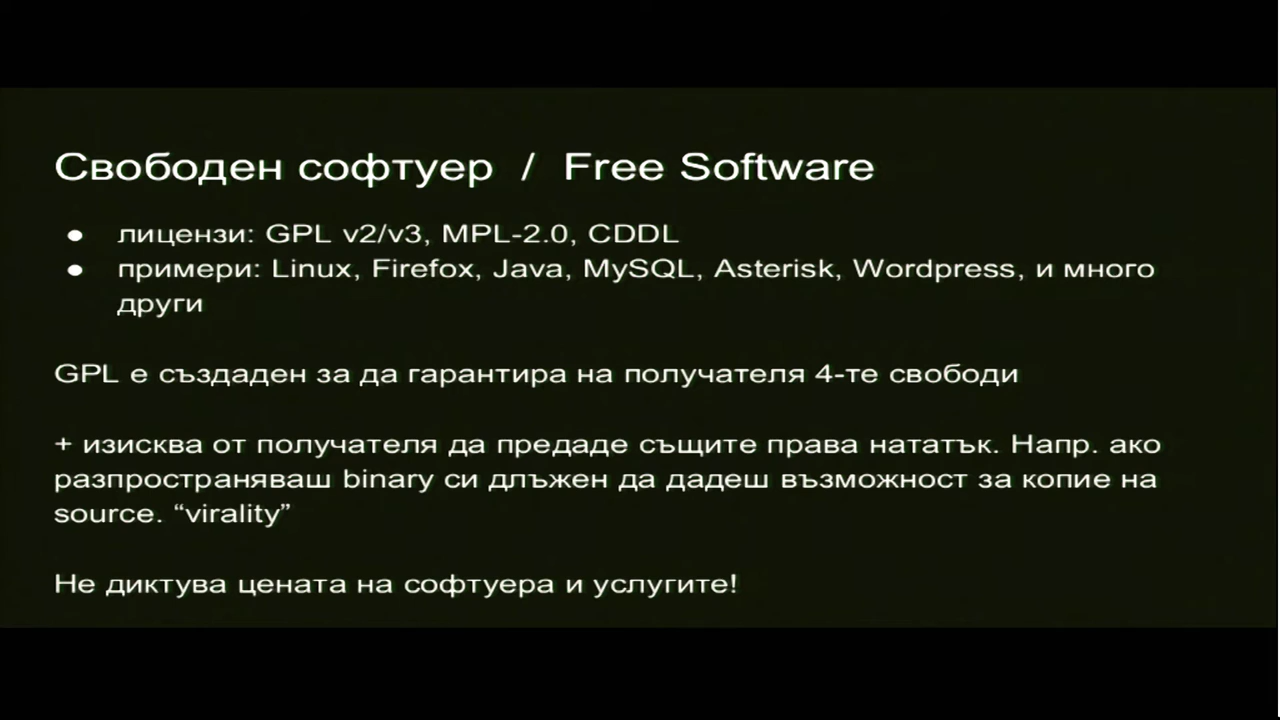 Свободен софтуер / Free Software
● лицензи: GPL v2/v3, MPL-2.0, CDDL
● примери: Linux, Firefox, Java, MySQL, Asterisk, Wordpress, и много
други
GPL е създаден за да гарантира на получателя 4-те свободи
+ изисква от получателя да предаде същите права нататък. Напр. ако
разпространяваш binary си длъжен да дадеш възможност за копие на
source. “virality”
Не диктува цената на софтуера и услугите!